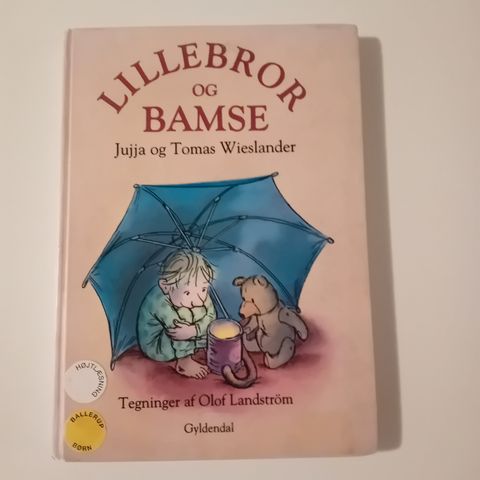 LILLEBROR
OG
BAMSE
Jujja og Tomas Wieslander
HØJTLÆSNING
BALLERUP
BØRN
Tegninger af Olof Landström
Gyldendal